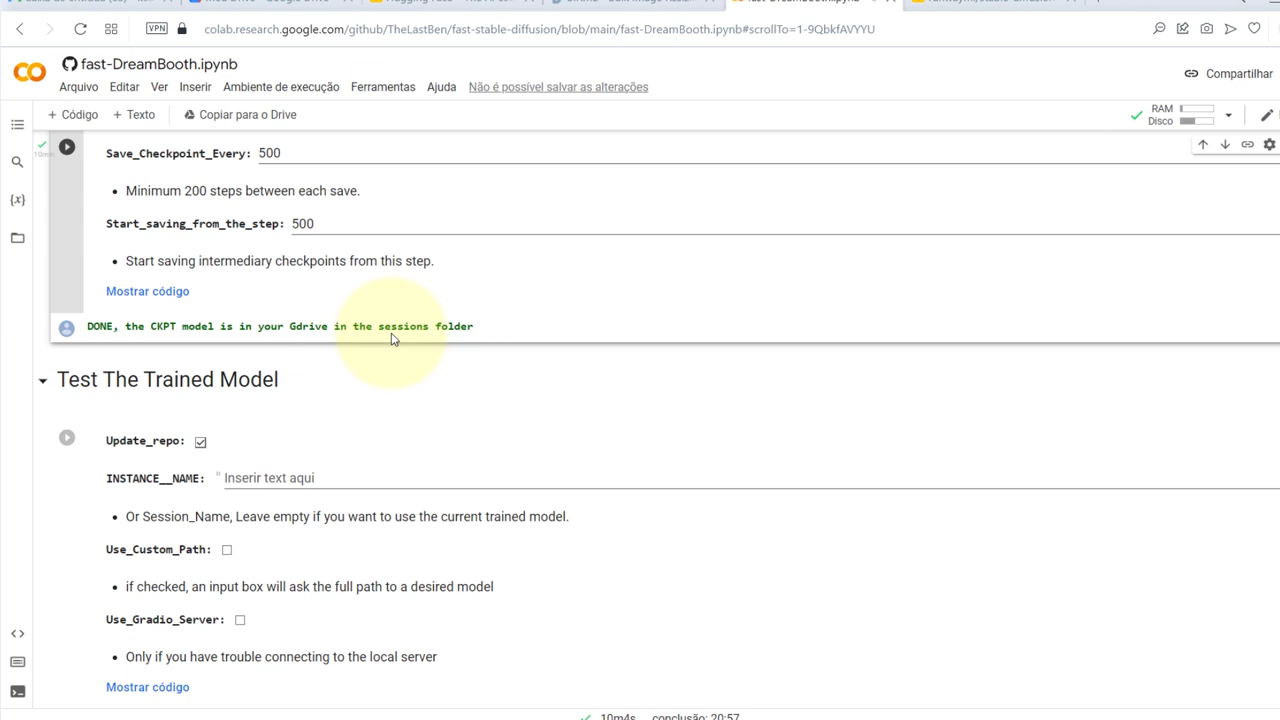 VPN
colab.research.google.com/github/TheLastBen/fast-stable-diffusion/blob/main/fast-DreamBooth.ipynb#scrollTo=1-9QbkfAVYYU
fast-DreamBooth.ipynb
Compartilhar
Arquivo Editar Ver Inserir Ambiente de execução Ferramentas Ajuda Não é possível salvar as alterações
+ Código + Texto Copiar para o Drive
RAM
Disco
10min
Save_Checkpoint_Every: 500
• Minimum 200 steps between each save.
Start_saving_from_the_step: 500
• Start saving intermediary checkpoints from this step.
Mostrar código
DONE, the CKPT model is in your Gdrive in the sessions folder
Test The Trained Model
Update_repo:
INSTANCE__NAME: " Inserir text aqui
• Or Session_Name, Leave empty if you want to use the current trained model.
Use_Custom_Path:
• if checked, an input box will ask the full path to a desired model
Use_Gradio_Server:
• Only if you have trouble connecting to the local server
Mostrar código
10m4s conclusão: 20:57